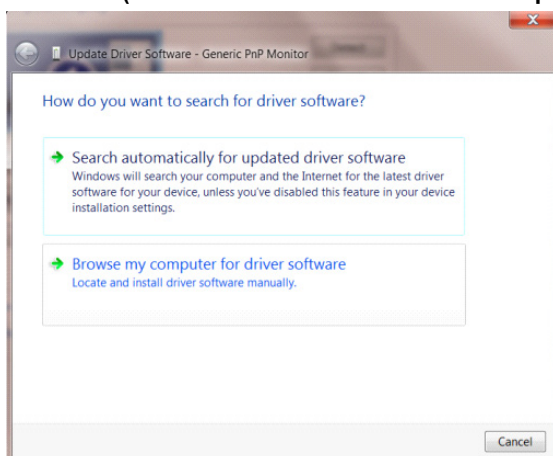 Update Driver Software - Generic PnP Monitor
How do you want to search for driver software?
Search automatically for updated driver software
Windows will search your computer and the Internet for the latest driver
software for your device, unless you've disabled this feature in your device
installation settings.
Browse my computer for driver software
Locate and install driver software manually.
Cancel